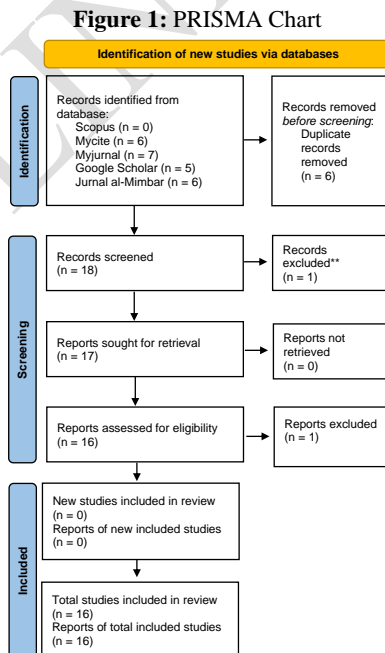 Figure 1: PRISMA Chart
Identification of new studies via databases
Identification
Records identified from
database:
Scopus (n = 0)
Mycite (n = 6)
Myjurnal (n = 7)
Google Scholar (n = 5)
Jurnal al-Mimbar (n = 6)
Records removed
before screening:
Duplicate
records
removed
(n = 6)
Screening
Records screened
(n = 18)
Records
excluded**
(n = 1)
Reports sought for retrieval
(n = 17)
Reports not
retrieved
(n = 0)
Reports assessed for eligibility
(n = 16)
Reports excluded
(n = 1)
Included
New studies included in review
(n = 0)
Reports of new included studies
(n = 0)
Total studies included in review
(n = 16)
Reports of total included studies
(n = 16)